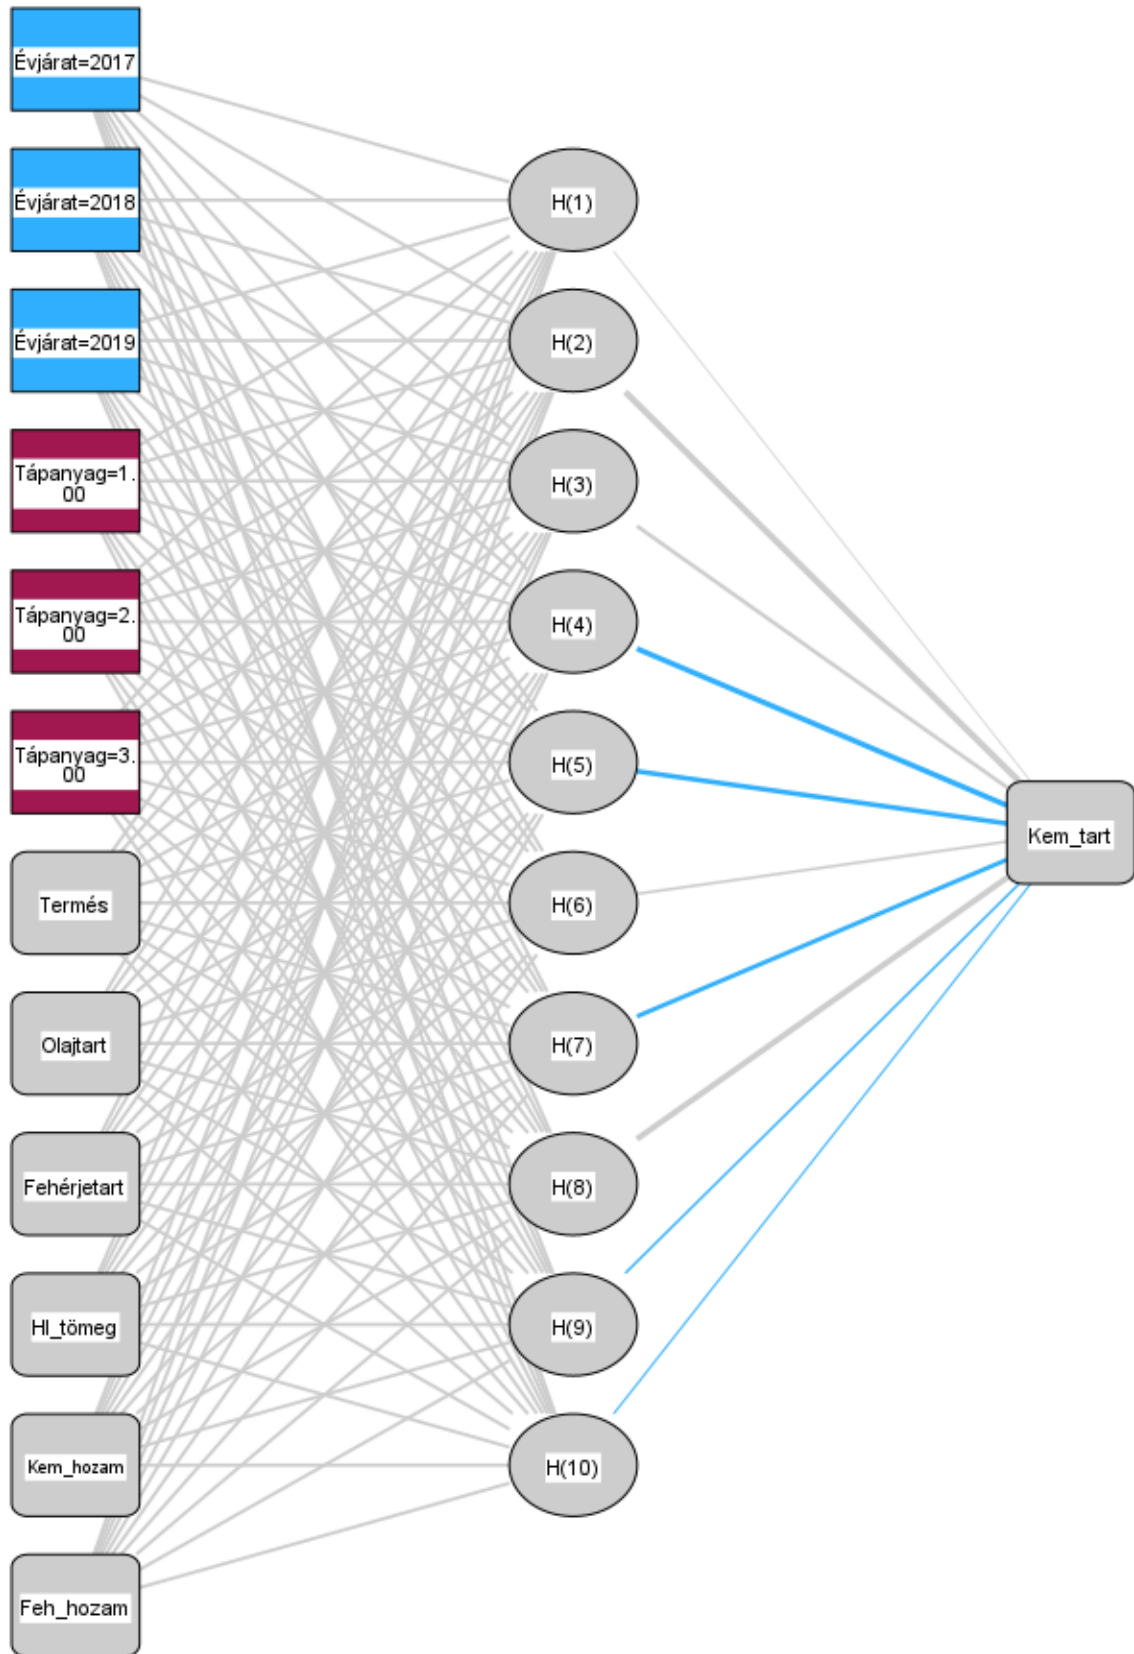 Évjárat=2017
Évjárat=2018
Évjárat=2019
Tápanyag=1.
00
Tápanyag=2.
00
Tápanyag=3.
00
Termés
Olajtart
Fehérjetart
Hl_tömeg
Kem_hozam
Feh_hozam
H(1)
H(2)
H(3)
H(4)
H(5)
H(6)
H(7)
H(8)
H(9)
H(10)
Kem_tart